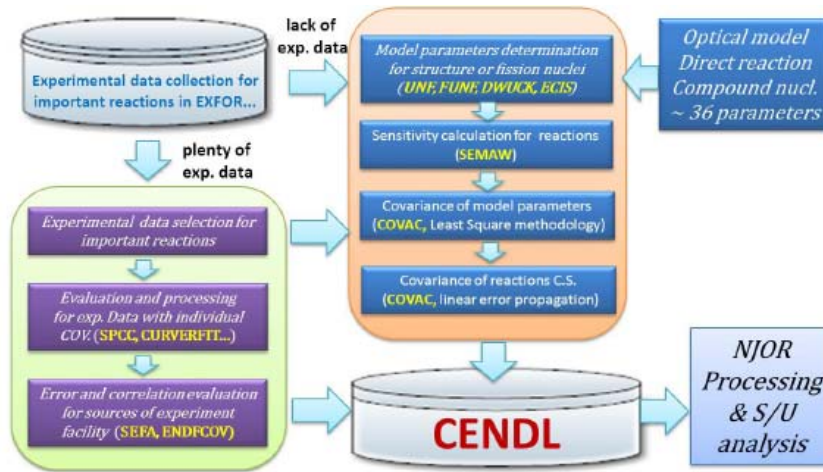 Experimental data collection for
important reactions in EXFOR...
lack of
exp. data
Model parameters determination
for structure or fission nuclei
(UNF, FUNF, DWUCK, ECIS)
Optical model
Direct reaction
Compound nucl.
~ 36 parameters
Sensitivity calculation for reactions
(SEMAW)
Covariance of model parameters
(COVAC, Least Square methodology)
Covariance of reactions C.S.
(COVAC, linear error propagation)
plenty of
exp. data
Experimental data selection for
important reactions
Evaluation and processing
for exp. Data with individual
COV. (SPCC, CURVERFIT...)
Error and correlation evaluation
for sources of experiment
facility (SEFA, ENDFCOV)
CENDL
NJOR
Processing
& S/U
analysis